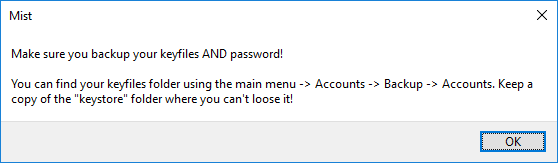 Mist
Make sure you backup your keyfiles AND password!
You can find your keyfiles folder using the main menu -> Accounts -> Backup -> Accounts. Keep a
copy of the "keystore" folder where you can't loose it!
OK